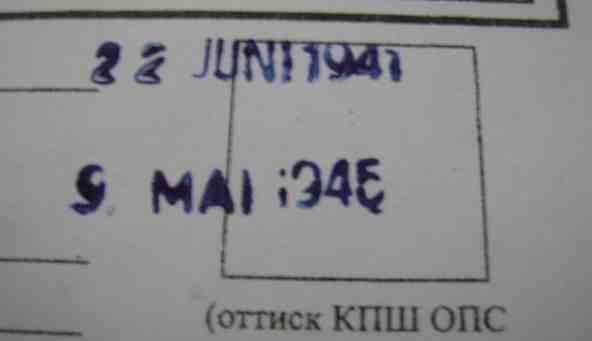 22 JUNI 1941
9. MAI 1945
(оттиск КПШ ОПС